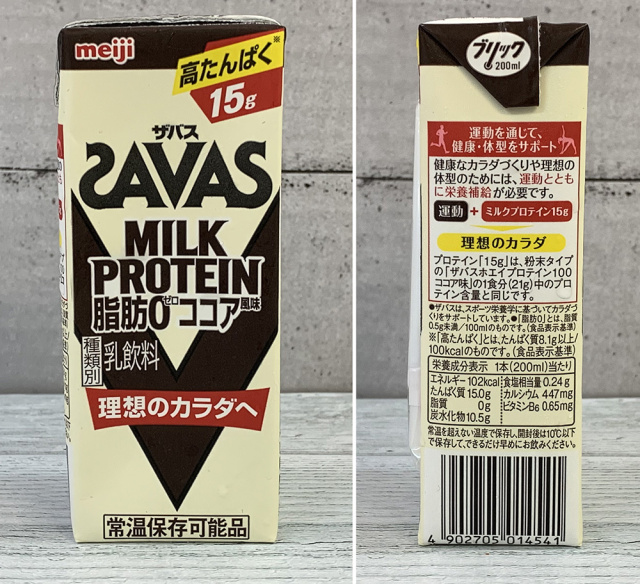 meiji
高たんぱく※
15g
ザバス
SAVAS
MILK
PROTEIN
脂肪0ゼロ ココア風味
種類別 乳飲料
理想のカラダへ
常温保存可能品
ブリック
200ml
運動を通じて、
健康・体型をサポート
健康なカラダづくりや理想の
体型のためには、運動ととも
に栄養補給が必要です。
運動 + ミルクプロテイン15g
理想のカラダ
プロテイン「15g」は、粉末タイプ
の「ザバスホエイプロテイン100
ココア味」の1食分(21g)中のプロ
テイン含量と同じです。
●ザバスは、スポーツ栄養学に基づいてカラダづ
くりをサポートしています。●「脂肪0」とは、脂質
0.5g未満/100mlのものです。(食品表示基準)
※「高たんぱく」とは、たんぱく質8.1g以上/
100kcalのものです。(食品表示基準)
栄養成分表示 1本(200ml)当たり
エネルギー 102kcal 食塩相当量 0.24g
たんぱく質 15.0g カルシウム 447mg
脂質 0g ビタミンB6 0.65mg
炭水化物 10.5g
常温を超えない温度で保存し、開封後は10℃以下
で保存して、できるだけ早めにお飲みください。
4 902705 014541